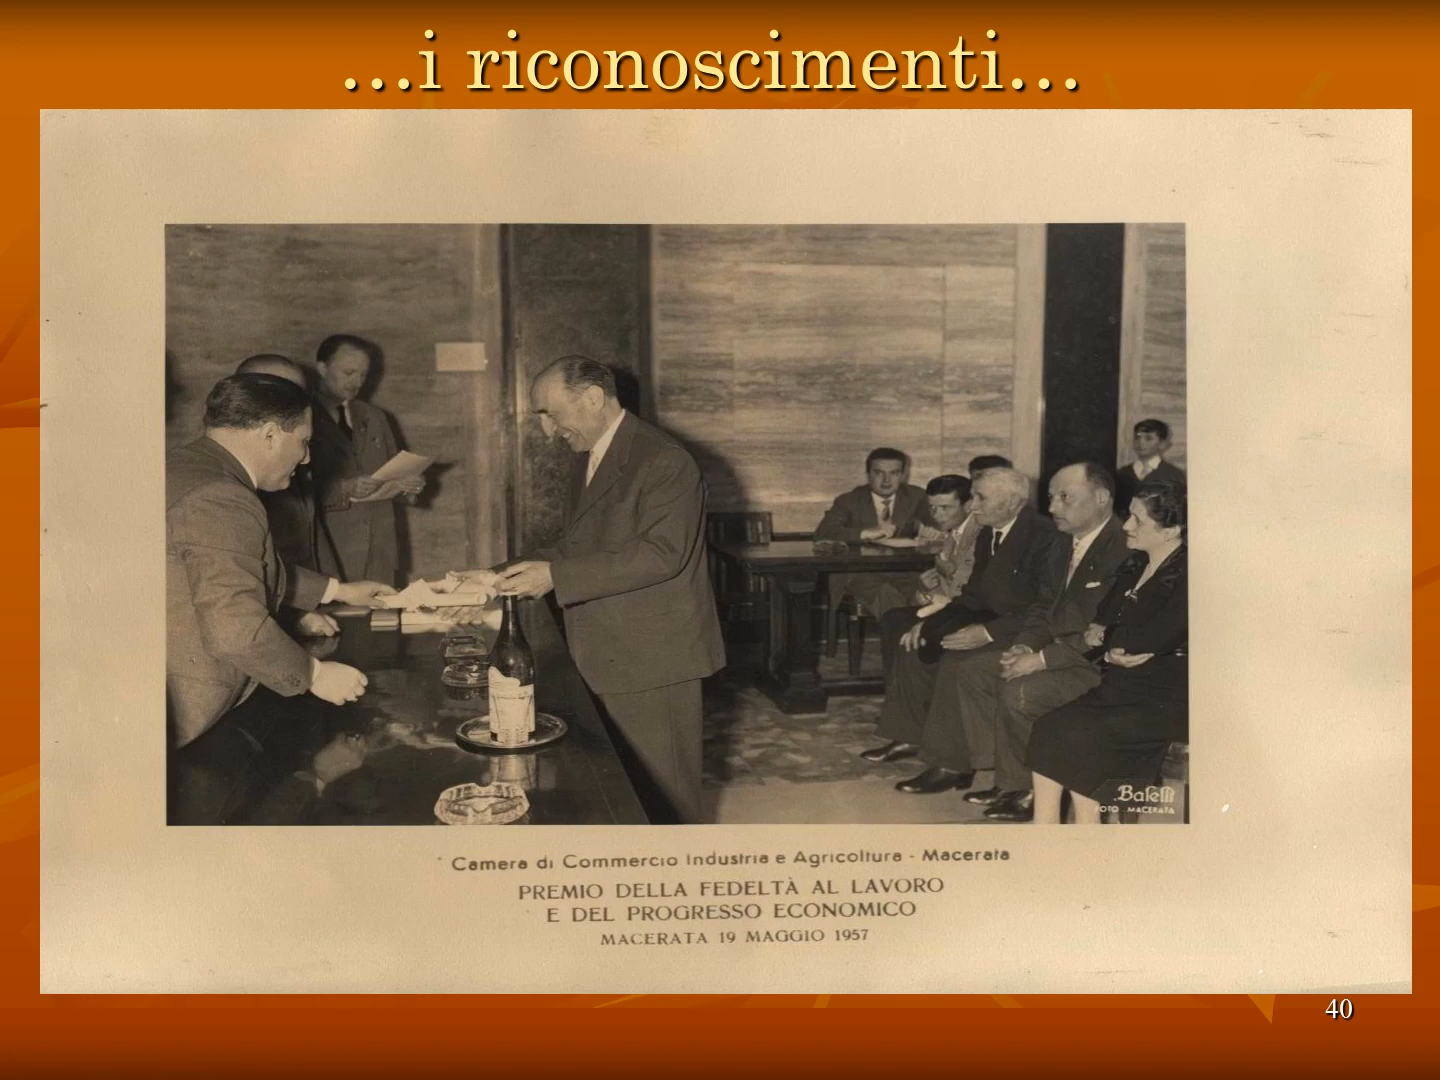 ...i riconoscimenti...
Balelli
FOTO MACERATA
Camera di Commercio Industria e Agricoltura - Macerata
PREMIO DELLA FEDELTÀ AL LAVORO
E DEL PROGRESSO ECONOMICO
MACERATA 19 MAGGIO 1957
40